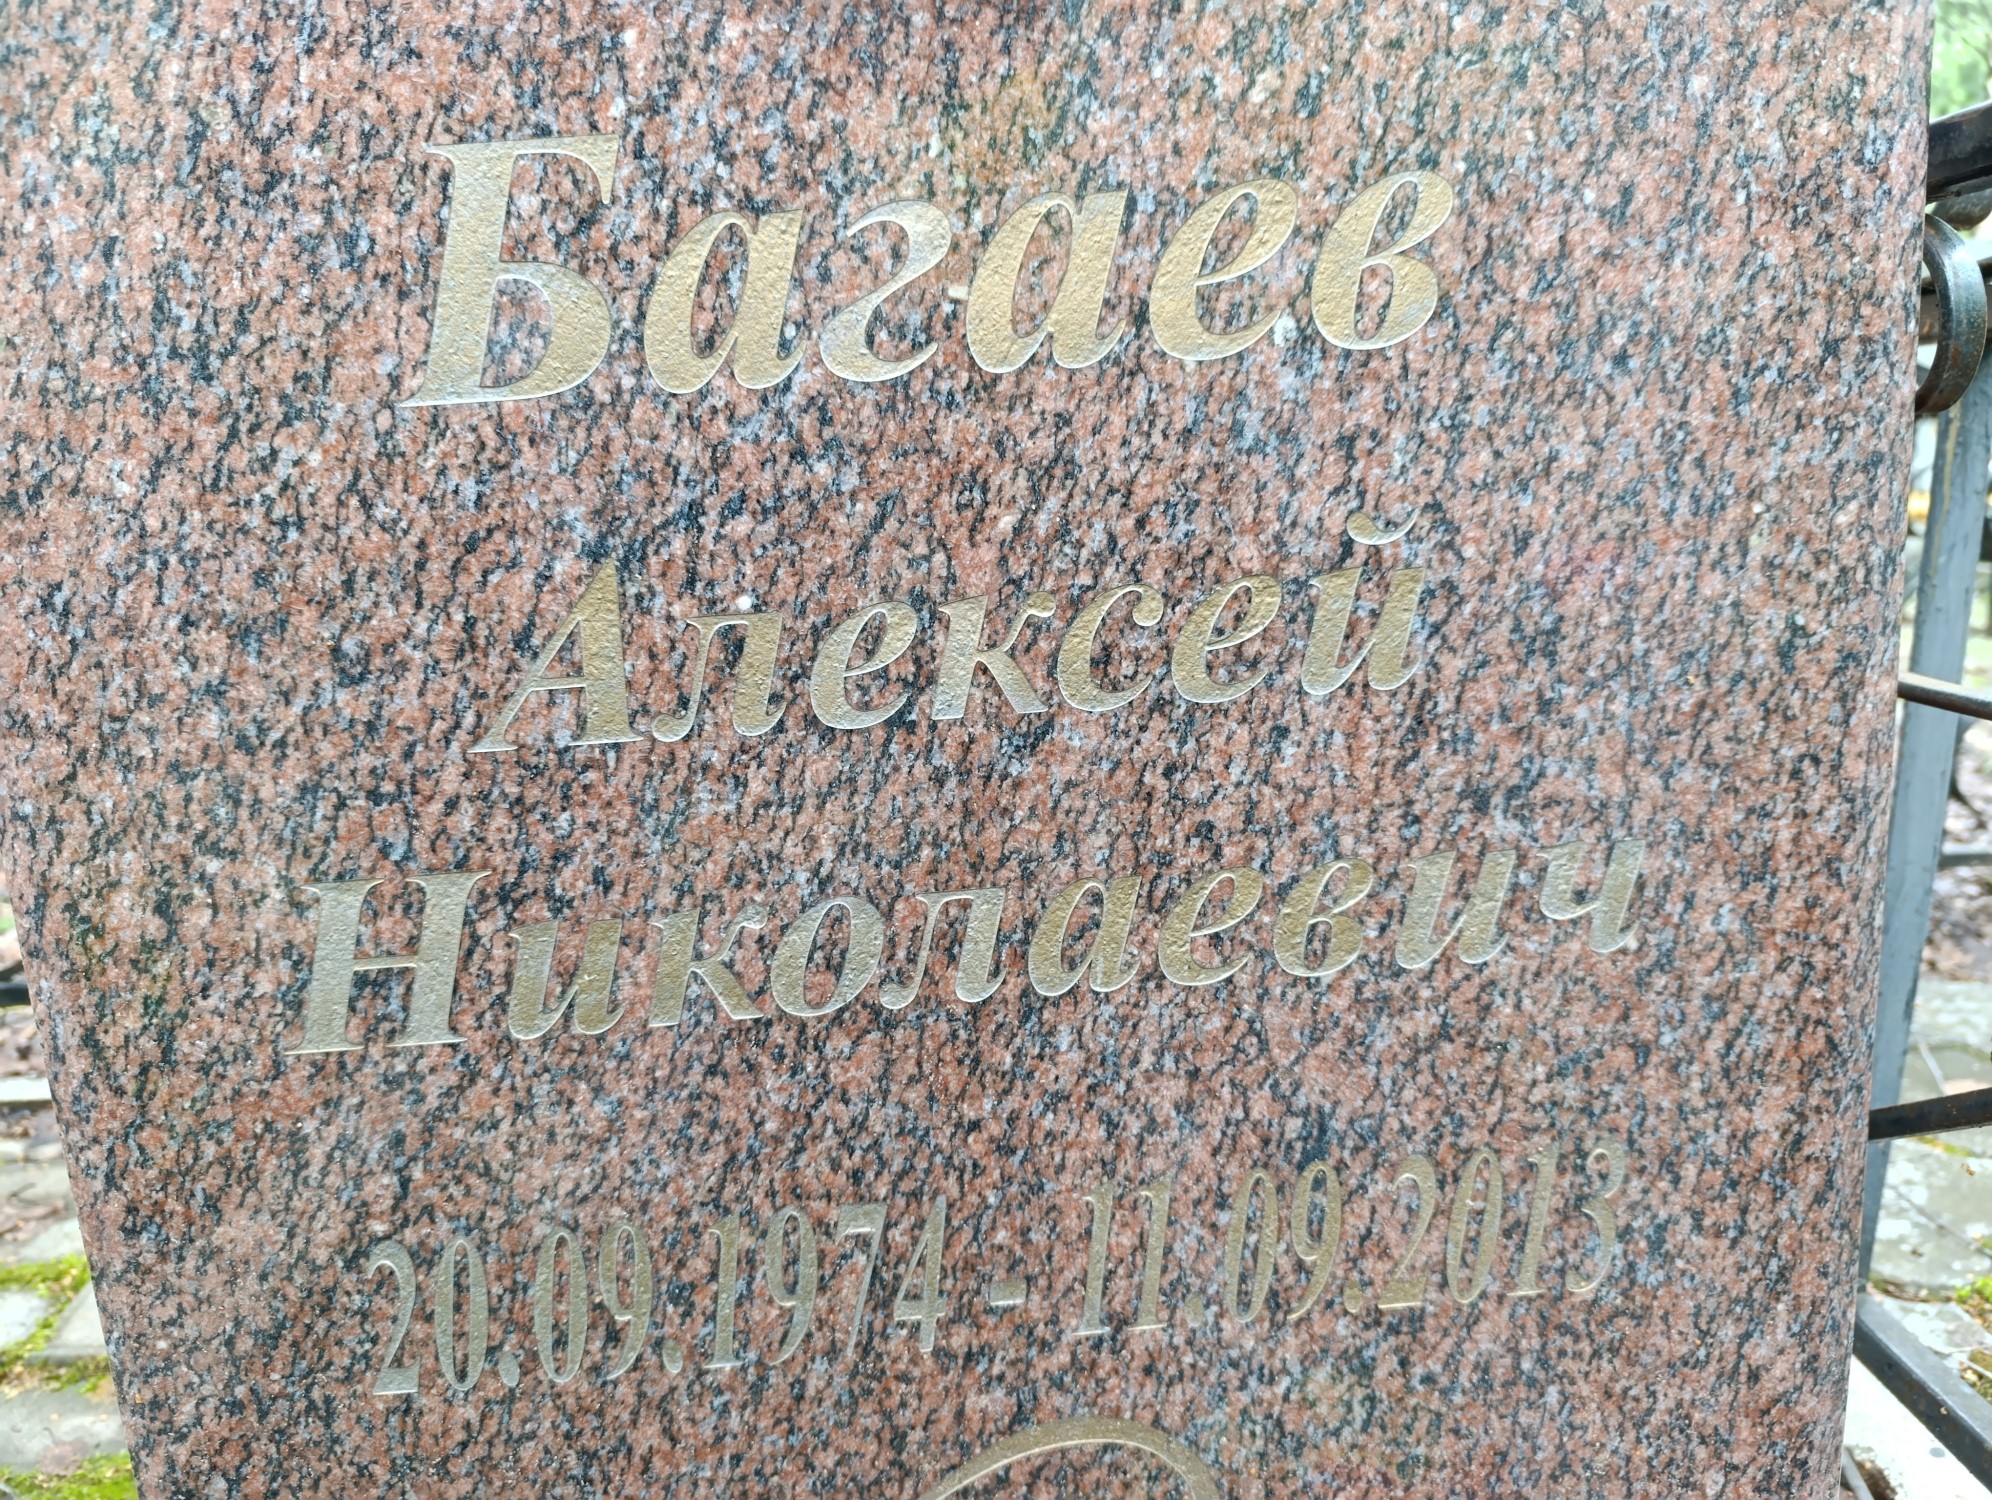 Багаев
Алексей
Николаевич
20.09.1974 - 11.09.2013